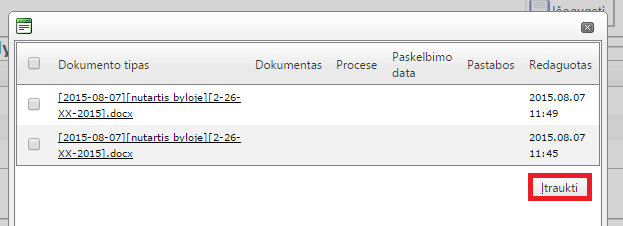 Išsaugoti
Dokumento tipas Dokumentas Procese Paskelbimo data Pastabos Redaguotas
[2015-08-07][nutartis byloje][2-26-
XX-2015].docx
2015.08.07
11:49
[2015-08-07][nutartis byloje][2-26-
XX-2015].docx
2015.08.07
11:45
Įtraukti